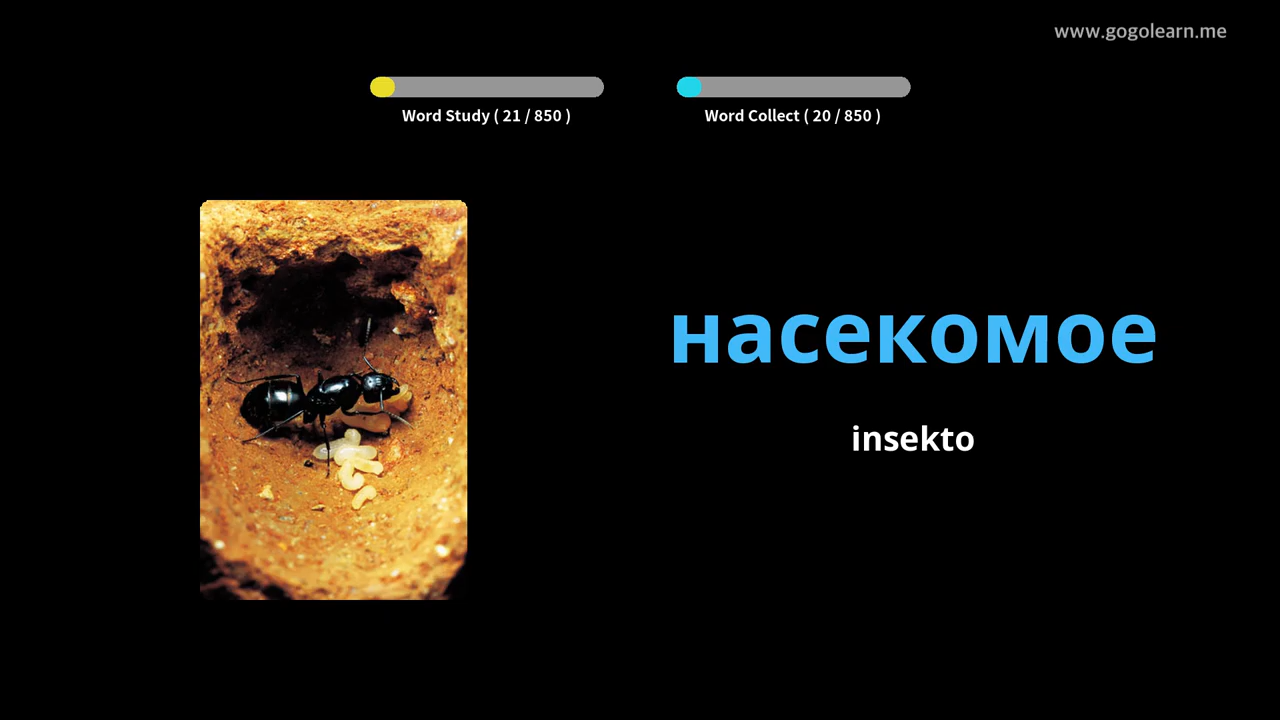 www.gogolearn.me
Word Study ( 21 / 850 )
Word Collect ( 20 / 850 )
насекомое
insekto